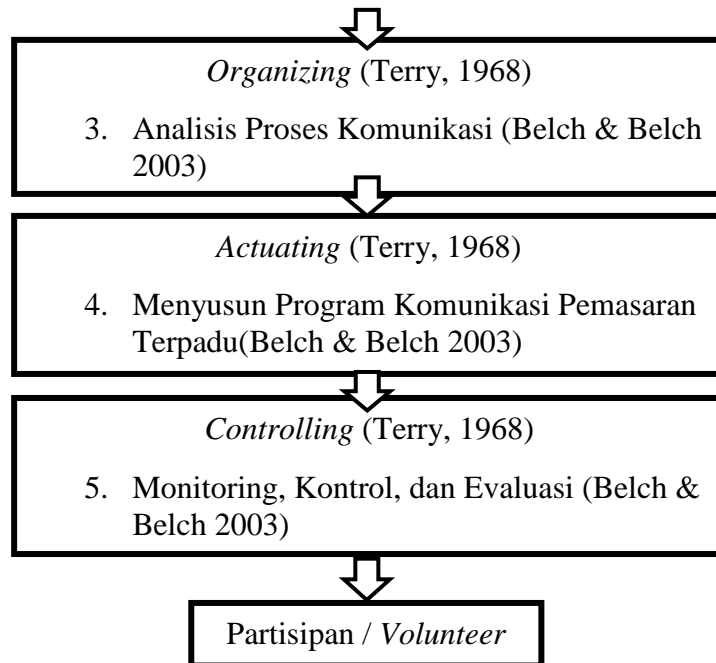 Organizing (Terry, 1968)
3. Analisis Proses Komunikasi (Belch & Belch
2003)
Actuating (Terry, 1968)
4. Menyusun Program Komunikasi Pemasaran
Terpadu(Belch & Belch 2003)
Controlling (Terry, 1968)
5. Monitoring, Kontrol, dan Evaluasi (Belch &
Belch 2003)
Partisipan / Volunteer